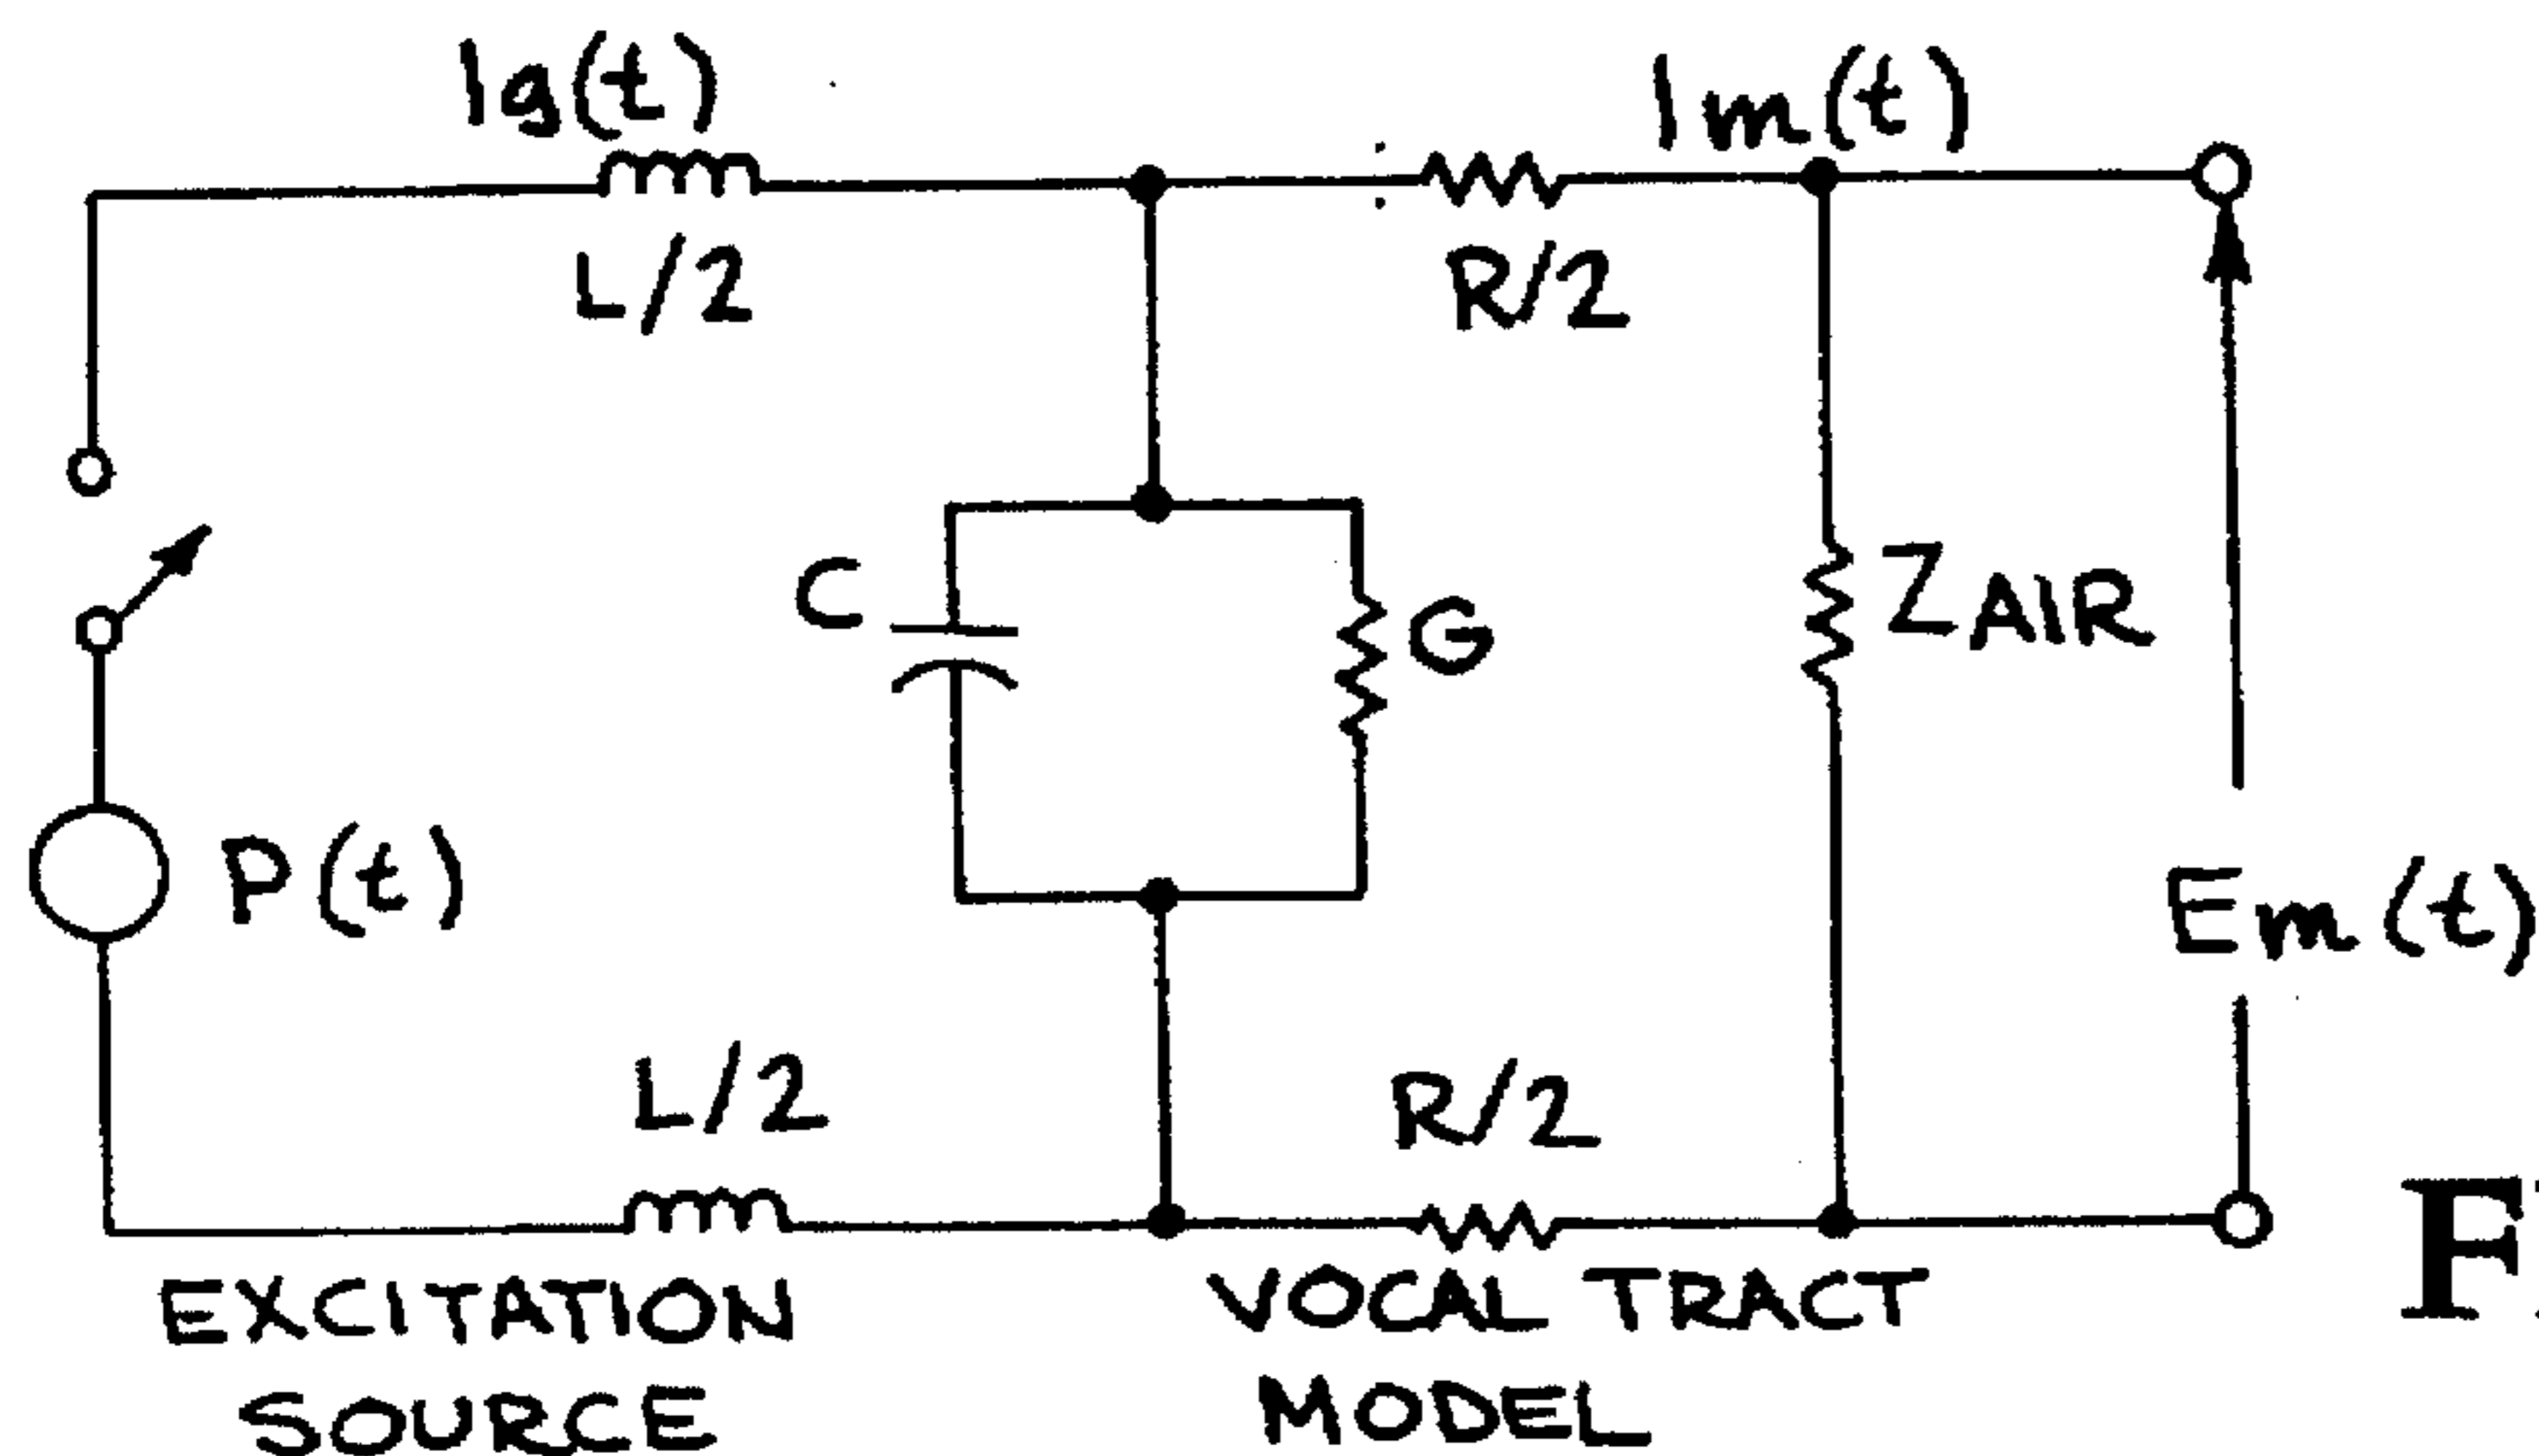 Ig(t)
Im(t)
L/2
R/2
C
G
ZAIR
P(t)
Em(t)
L/2
R/2
EXCITATION
SOURCE
VOCAL TRACT
MODEL